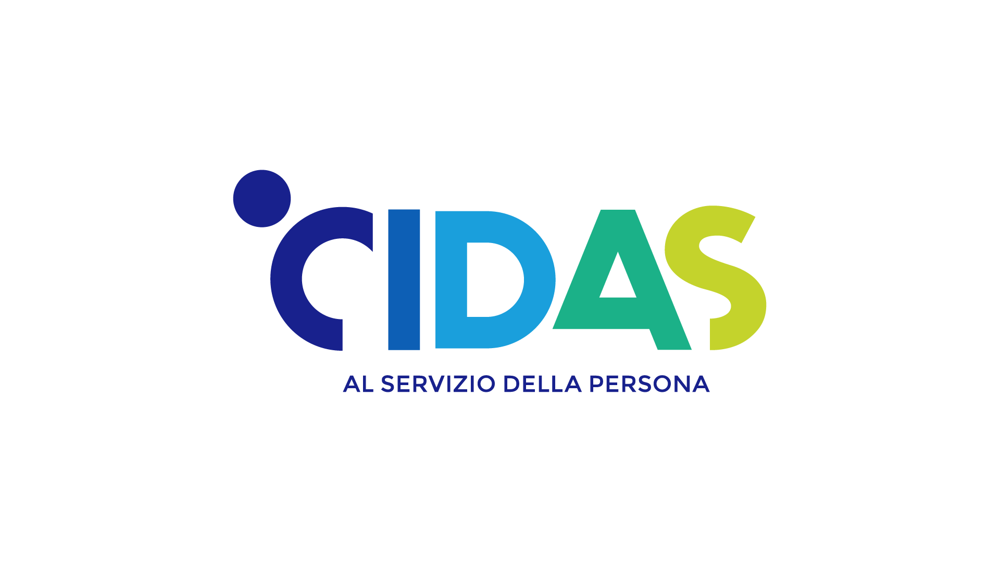 CIDAS
AL SERVIZIO DELLA PERSONA